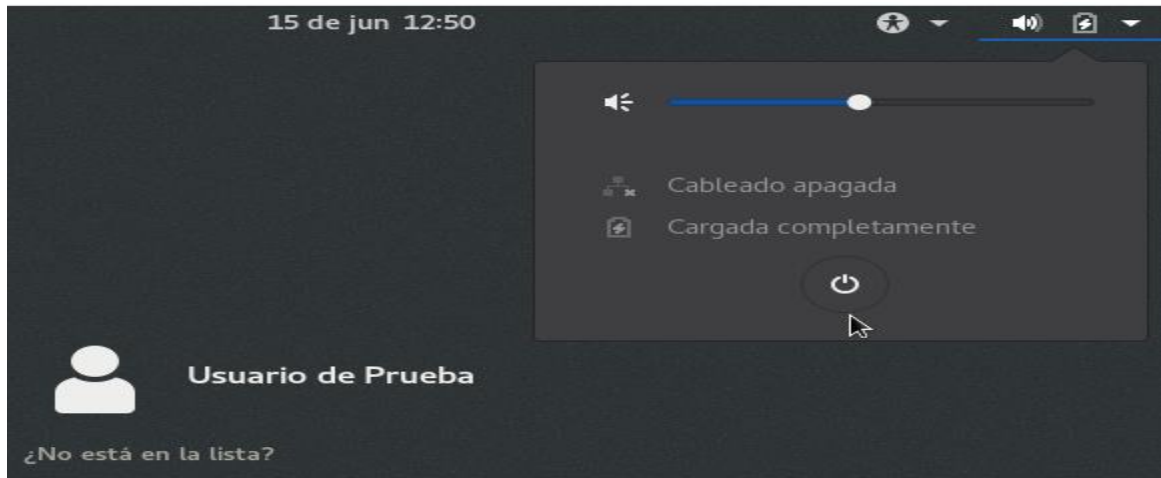 15 de jun 12:50
Cableado apagada
Cargada completamente
Usuario de Prueba
¿No está en la lista?